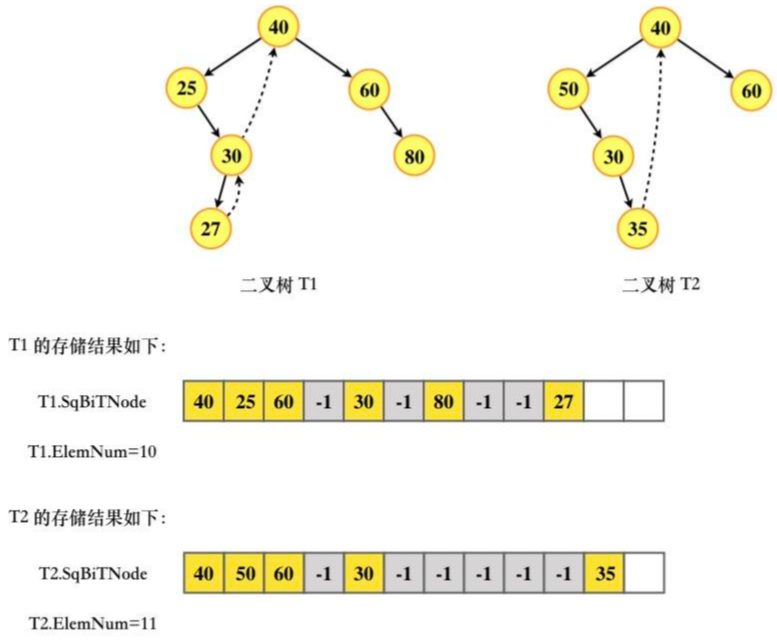 40 40
25 60 50 60
30 80 30
27 35
二叉树 T1 二叉树 T2
T1 的存储结果如下:
T1.SqBiTNode 40 25 60 -1 30 -1 80 -1 -1 27
T1.ElemNum=10
T2 的存储结果如下:
T2.SqBiTNode 40 50 60 -1 30 -1 -1 -1 -1 -1 35
T2.ElemNum=11